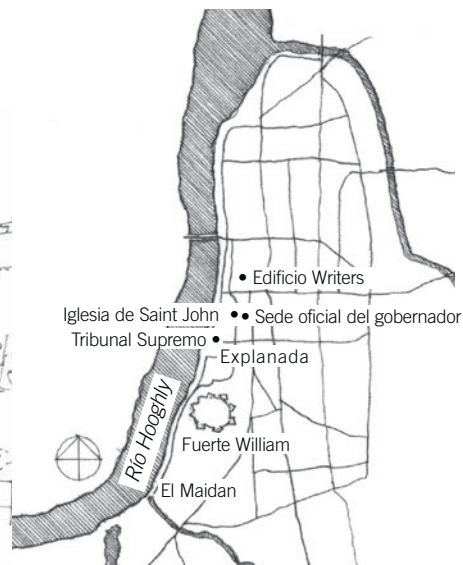 Edificio Writers
Iglesia de Saint John
Sede oficial del gobernador
Tribunal Supremo
Explanada
Río Hooghly
Fuerte William
El Maidan